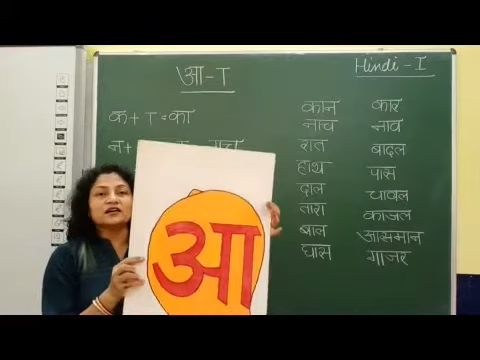 आ - ा
Hindi - I
क + ा = का
न +
कान
नाच
रात
हाथ
दाल
तारा
बाल
घास
कार
नाव
बादल
पास
चावल
काजल
आसमान
गाजर
आ